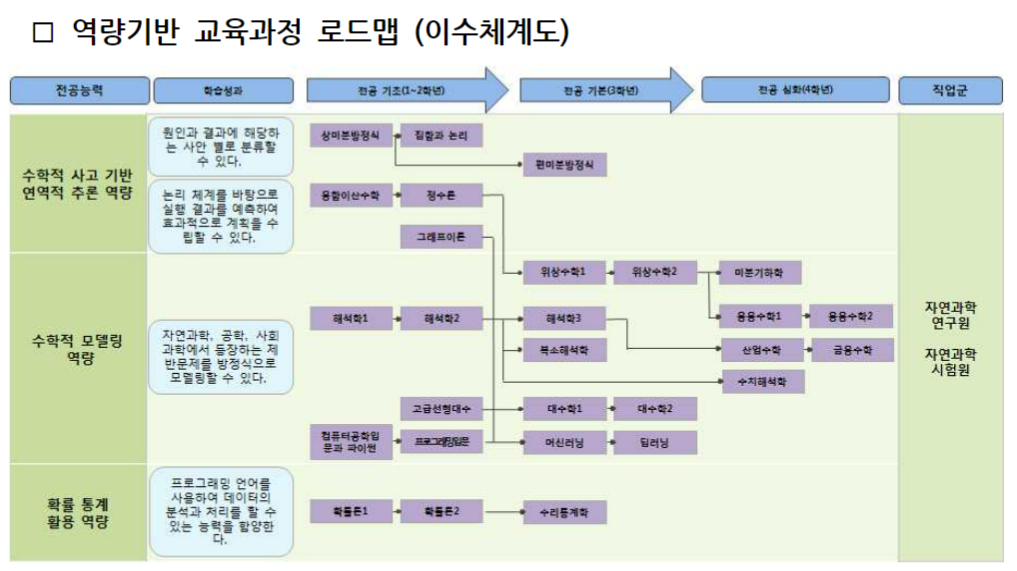 □ 역량기반 교육과정 로드맵 (이수체계도)
전공능력
학습성과
전공 기초(1~2학년)
전공 기본(3학년)
전공 심화(4학년)
직업군
수학적 사고 기반
연역적 추론 역량
원인과 결과에 해당하
는 사안 별로 분류할
수 있다.
논리 체계를 바탕으로
실행 결과를 예측하여
효과적으로 계획을 수
립할 수 있다.
상미분방정식
집합과 논리
편미분방정식
융합이산수학
정수론
그래프이론
수학적 모델링
역량
자연과학, 공학, 사회
과학에서 등장하는 제
반문제를 방정식으로
모델링할 수 있다.
위상수학1
위상수학2
미분기하학
응용수학1
응용수학2
해석학1
해석학2
해석학3
복소해석학
산업수학
금융수학
수치해석학
고급선형대수
대수학1
대수학2
컴퓨터공학입
문과 파이썬
프로그래밍입문
머신러닝
딥러닝
확률 통계
활용 역량
프로그래밍 언어를
사용하여 데이터의
분석과 처리를 할 수
있는 능력을 함양한
다.
확률론1
확률론2
수리통계학
자연과학
연구원
자연과학
시험원